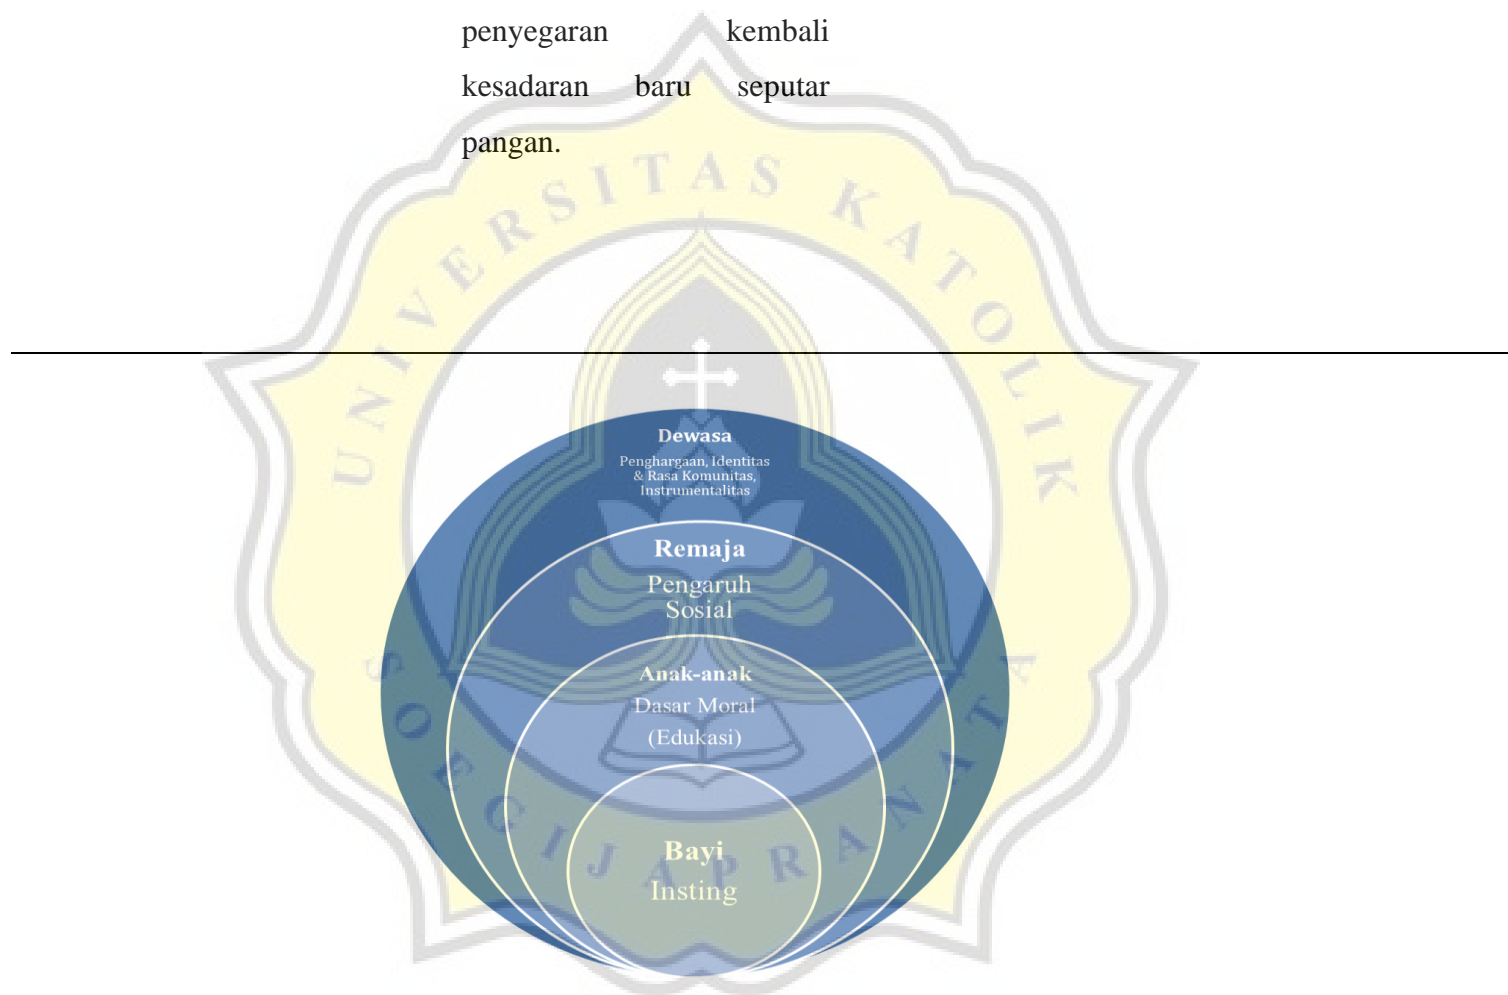 penyegaran kembali
kesadaran baru seputar
pangan.
UNIVERSITAS KATOLIK
Dewasa
Penghargaan, Identitas
& Rasa Komunitas,
Instrumentalitas
Remaja
Pengaruh
Sosial
Anak-anak
Dasar Moral
(Edukasi)
Bayi
Insting
SOEGIJAPRANATA